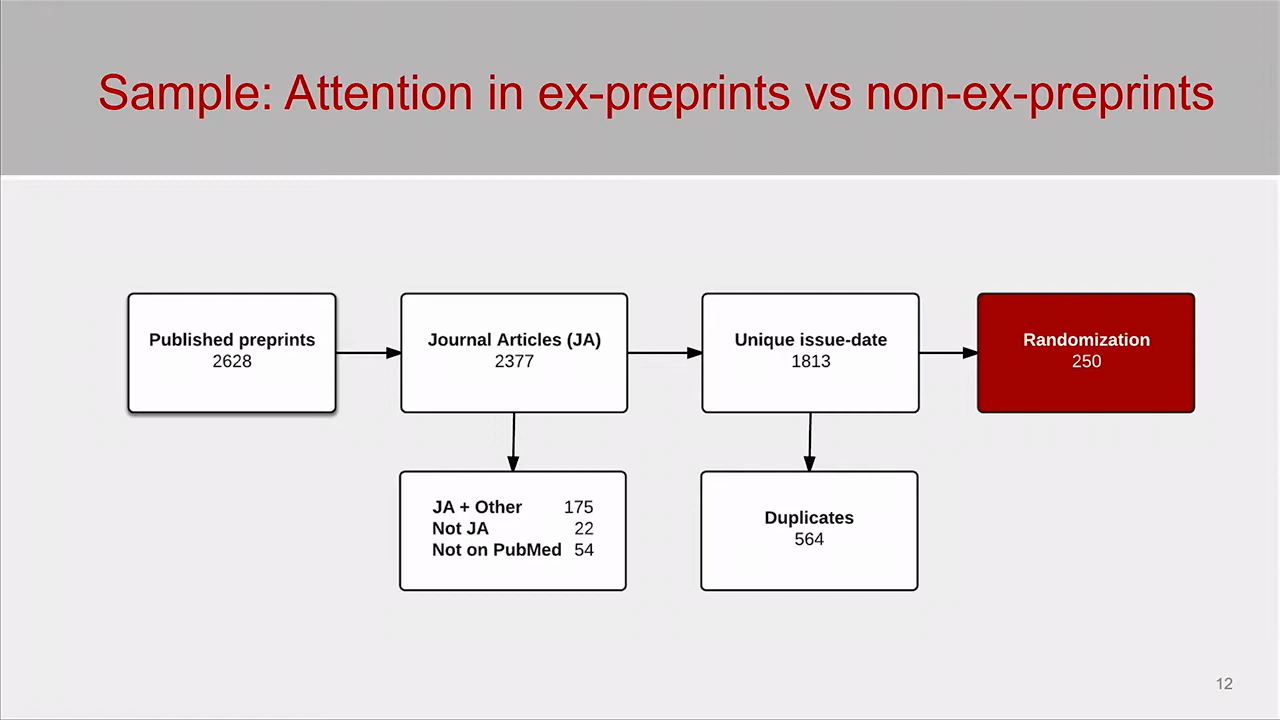 Sample: Attention in ex-preprints vs non-ex-preprints
Published preprints
2628
Journal Articles (JA)
2377
Unique issue-date
1813
Randomization
250
JA + Other 175
Not JA 22
Not on PubMed 54
Duplicates
564
12